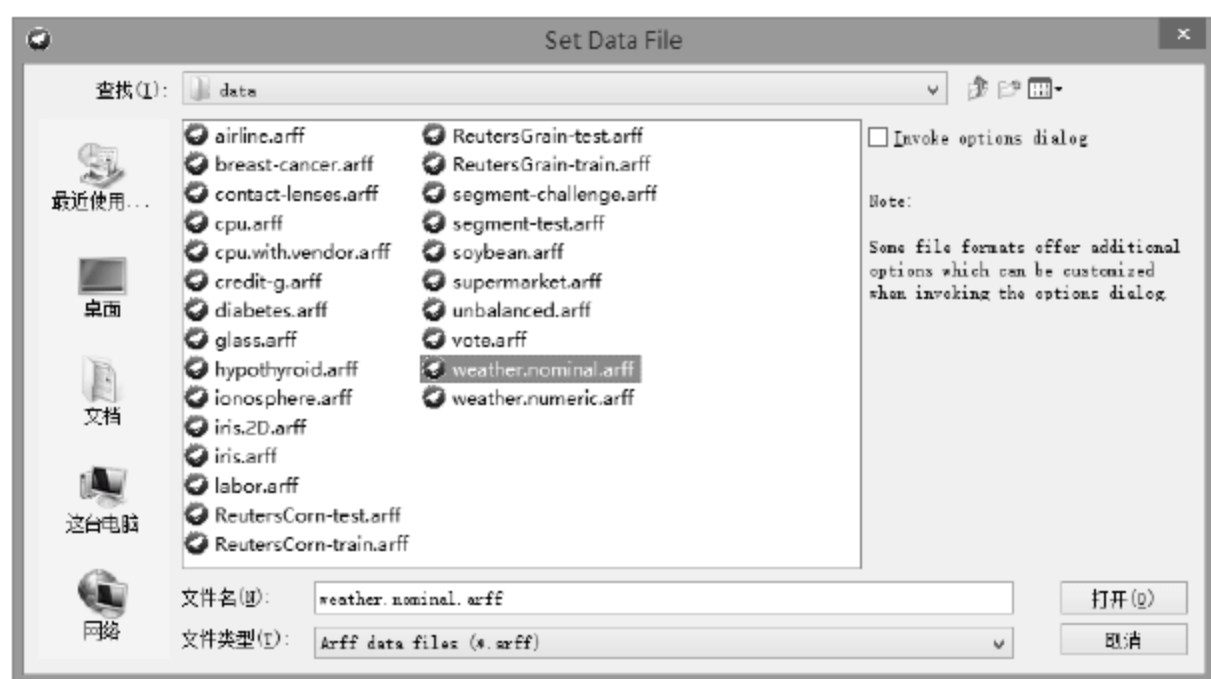 Set Data File
查找(I):
data
airline.arff
breast-cancer.arff
contact-lenses.arff
cpu.arff
cpu.with.vendor.arff
credit-g.arff
diabetes.arff
glass.arff
hypothyroid.arff
ionosphere.arff
iris.2D.arff
iris.arff
labor.arff
ReutersCorn-test.arff
ReutersCorn-train.arff
ReutersGrain-test.arff
ReutersGrain-train.arff
segment-challenge.arff
segment-test.arff
soybean.arff
supermarket.arff
unbalanced.arff
vote.arff
weather.nominal.arff
weather.numeric.arff
Invoke options dialog
Note:
Some file formats offer additional
options which can be customized
when invoking the options dialog.
最近使用...
桌面
文档
这台电脑
网络
文件名(N):
weather.nominal.arff
打开(O)
文件类型(T):
Arff data files (*.arff)
取消